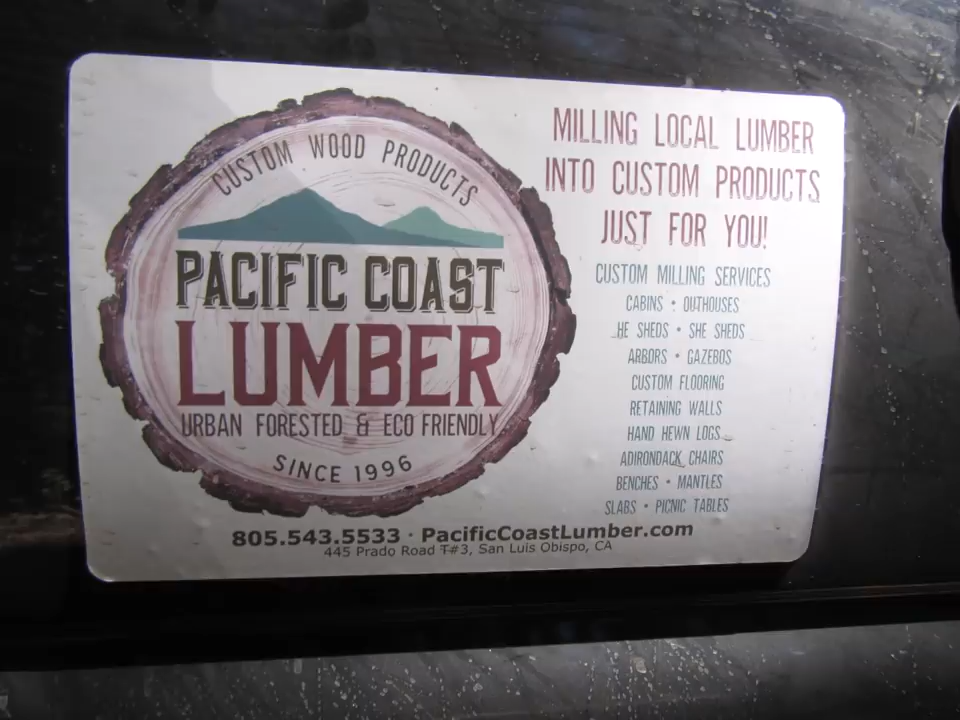 CUSTOM WOOD PRODUCTS
PACIFIC COAST
LUMBER
URBAN FORESTED & ECO FRIENDLY
SINCE 1996
MILLING LOCAL LUMBER
INTO CUSTOM PRODUCTS
JUST FOR YOU!
CUSTOM MILLING SERVICES
CABINS • OUTHOUSES
HE SHEDS • SHE SHEDS
ARBORS • GAZEBOS
CUSTOM FLOORING
RETAINING WALLS
HAND HEWN LOGS
ADIRONDACK CHAIRS
BENCHES • MANTLES
SLABS • PICNIC TABLES
805.543.5533 · PacificCoastLumber.com
445 Prado Road T#3, San Luis Obispo, CA